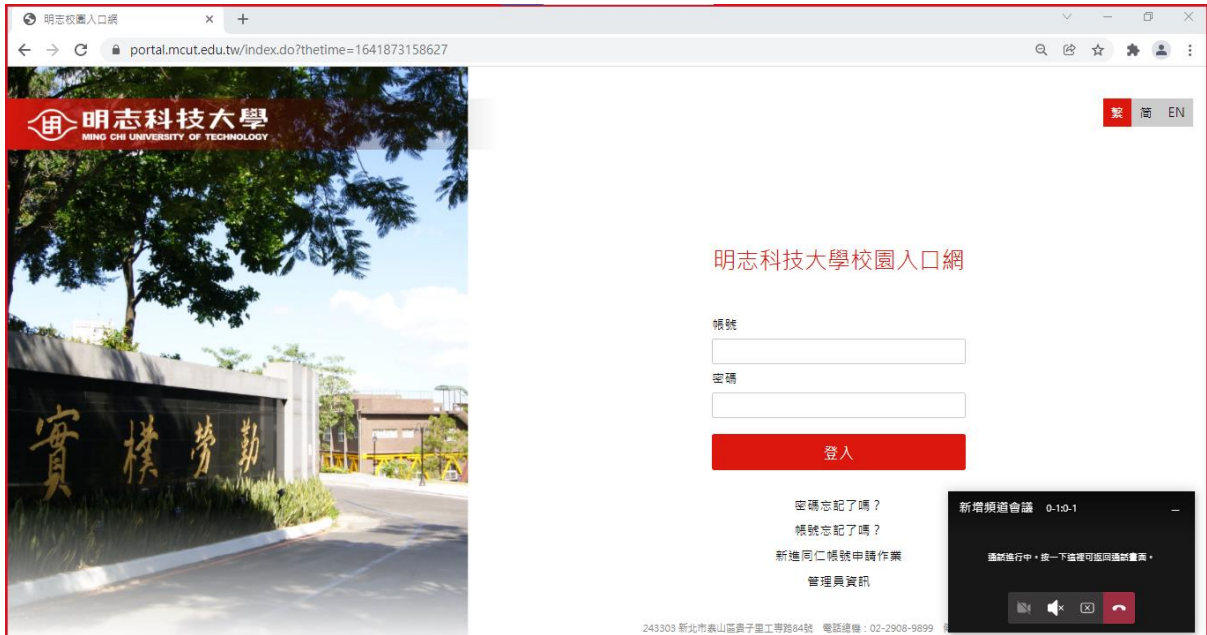 明志校園入口網
portal.mcut.edu.tw/index.do?thetime=1641873158627
明志科技大學
MING CHI UNIVERSITY OF TECHNOLOGY
繁 简 EN
明志科技大學校園入口網
帳號
密碼
登入
實樸勞勤
密碼忘記了嗎？
帳號忘記了嗎？
新進同仁帳號申請作業
管理員資訊
新增頻道會議 0-1:0-1
通話進行中。按一下這裡可返回通話畫面。
243303 新北市泰山區貴子里工專路84號 電話總機：02-2908-9899